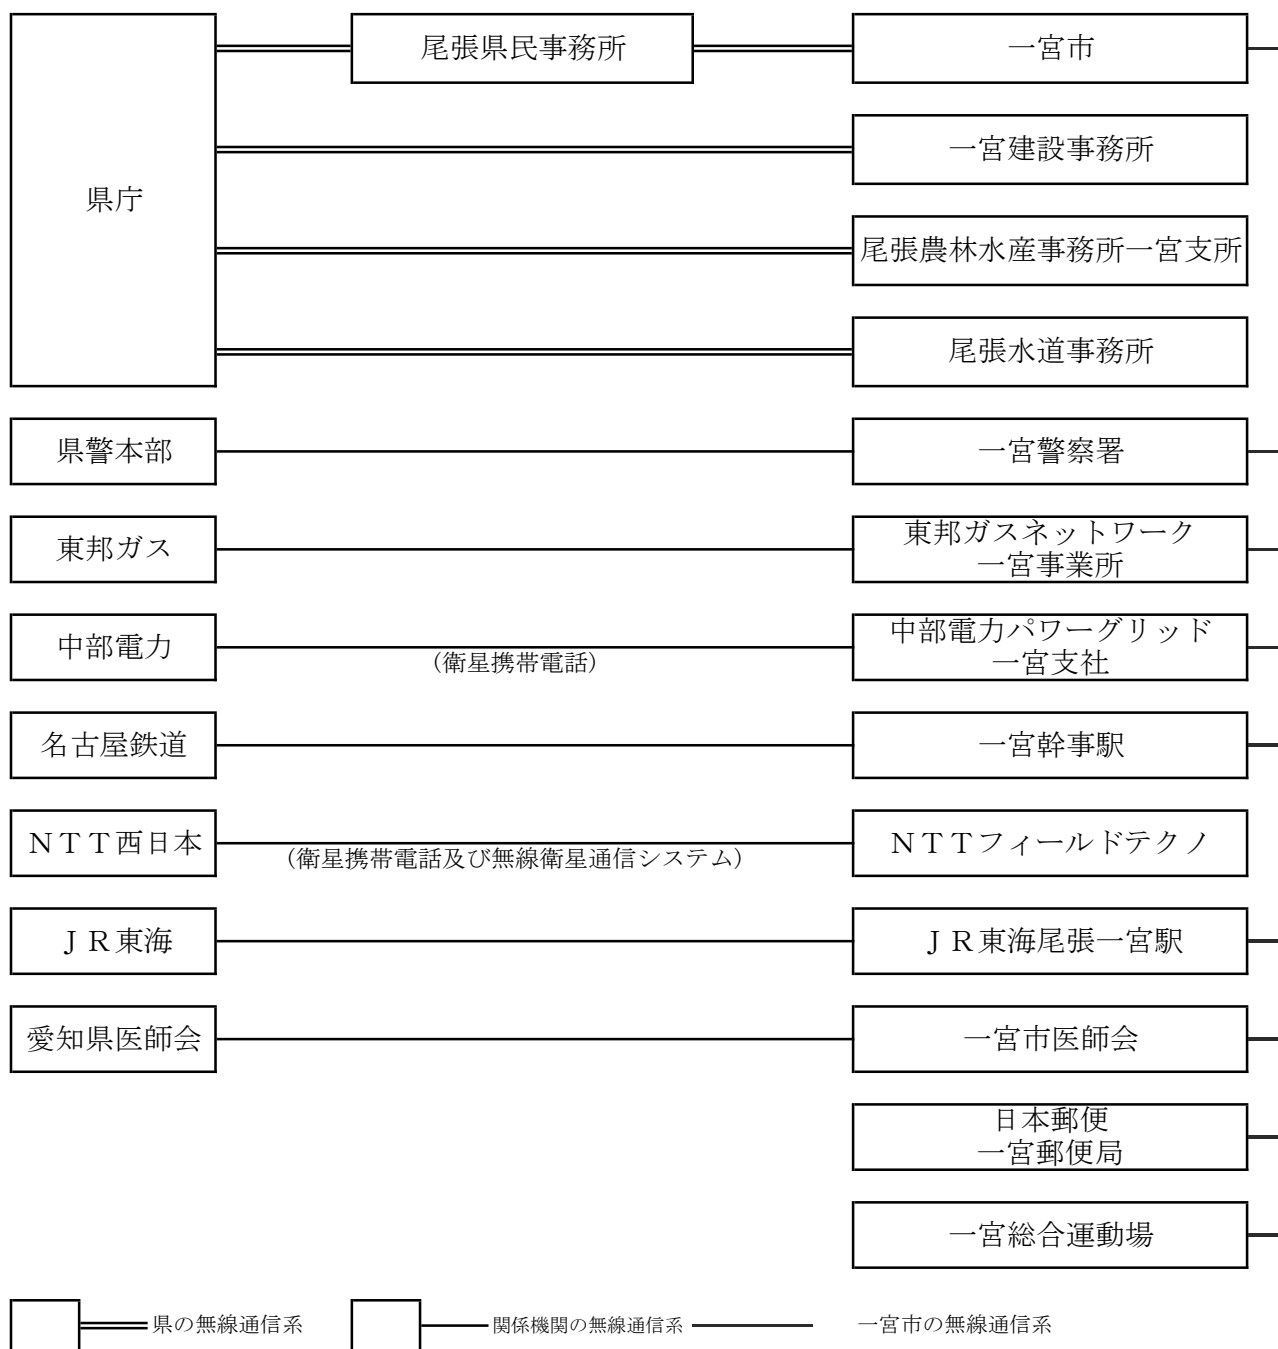 尾張県民事務所
一宮市
一宮建設事務所
県庁
尾張農林水産事務所一宮支所
尾張水道事務所
県警本部
一宮警察署
東邦ガス
東邦ガスネットワーク
一宮事業所
中部電力
(衛星携帯電話)
中部電力パワーグリッド
一宮支社
名古屋鉄道
一宮幹事駅
ＮＴＴ西日本
(衛星携帯電話及び無線衛星通信システム)
ＮＴＴフィールドテクノ
ＪＲ東海
ＪＲ東海尾張一宮駅
愛知県医師会
一宮市医師会
日本郵便
一宮郵便局
一宮総合運動場
県の無線通信系
関係機関の無線通信系
一宮市の無線通信系